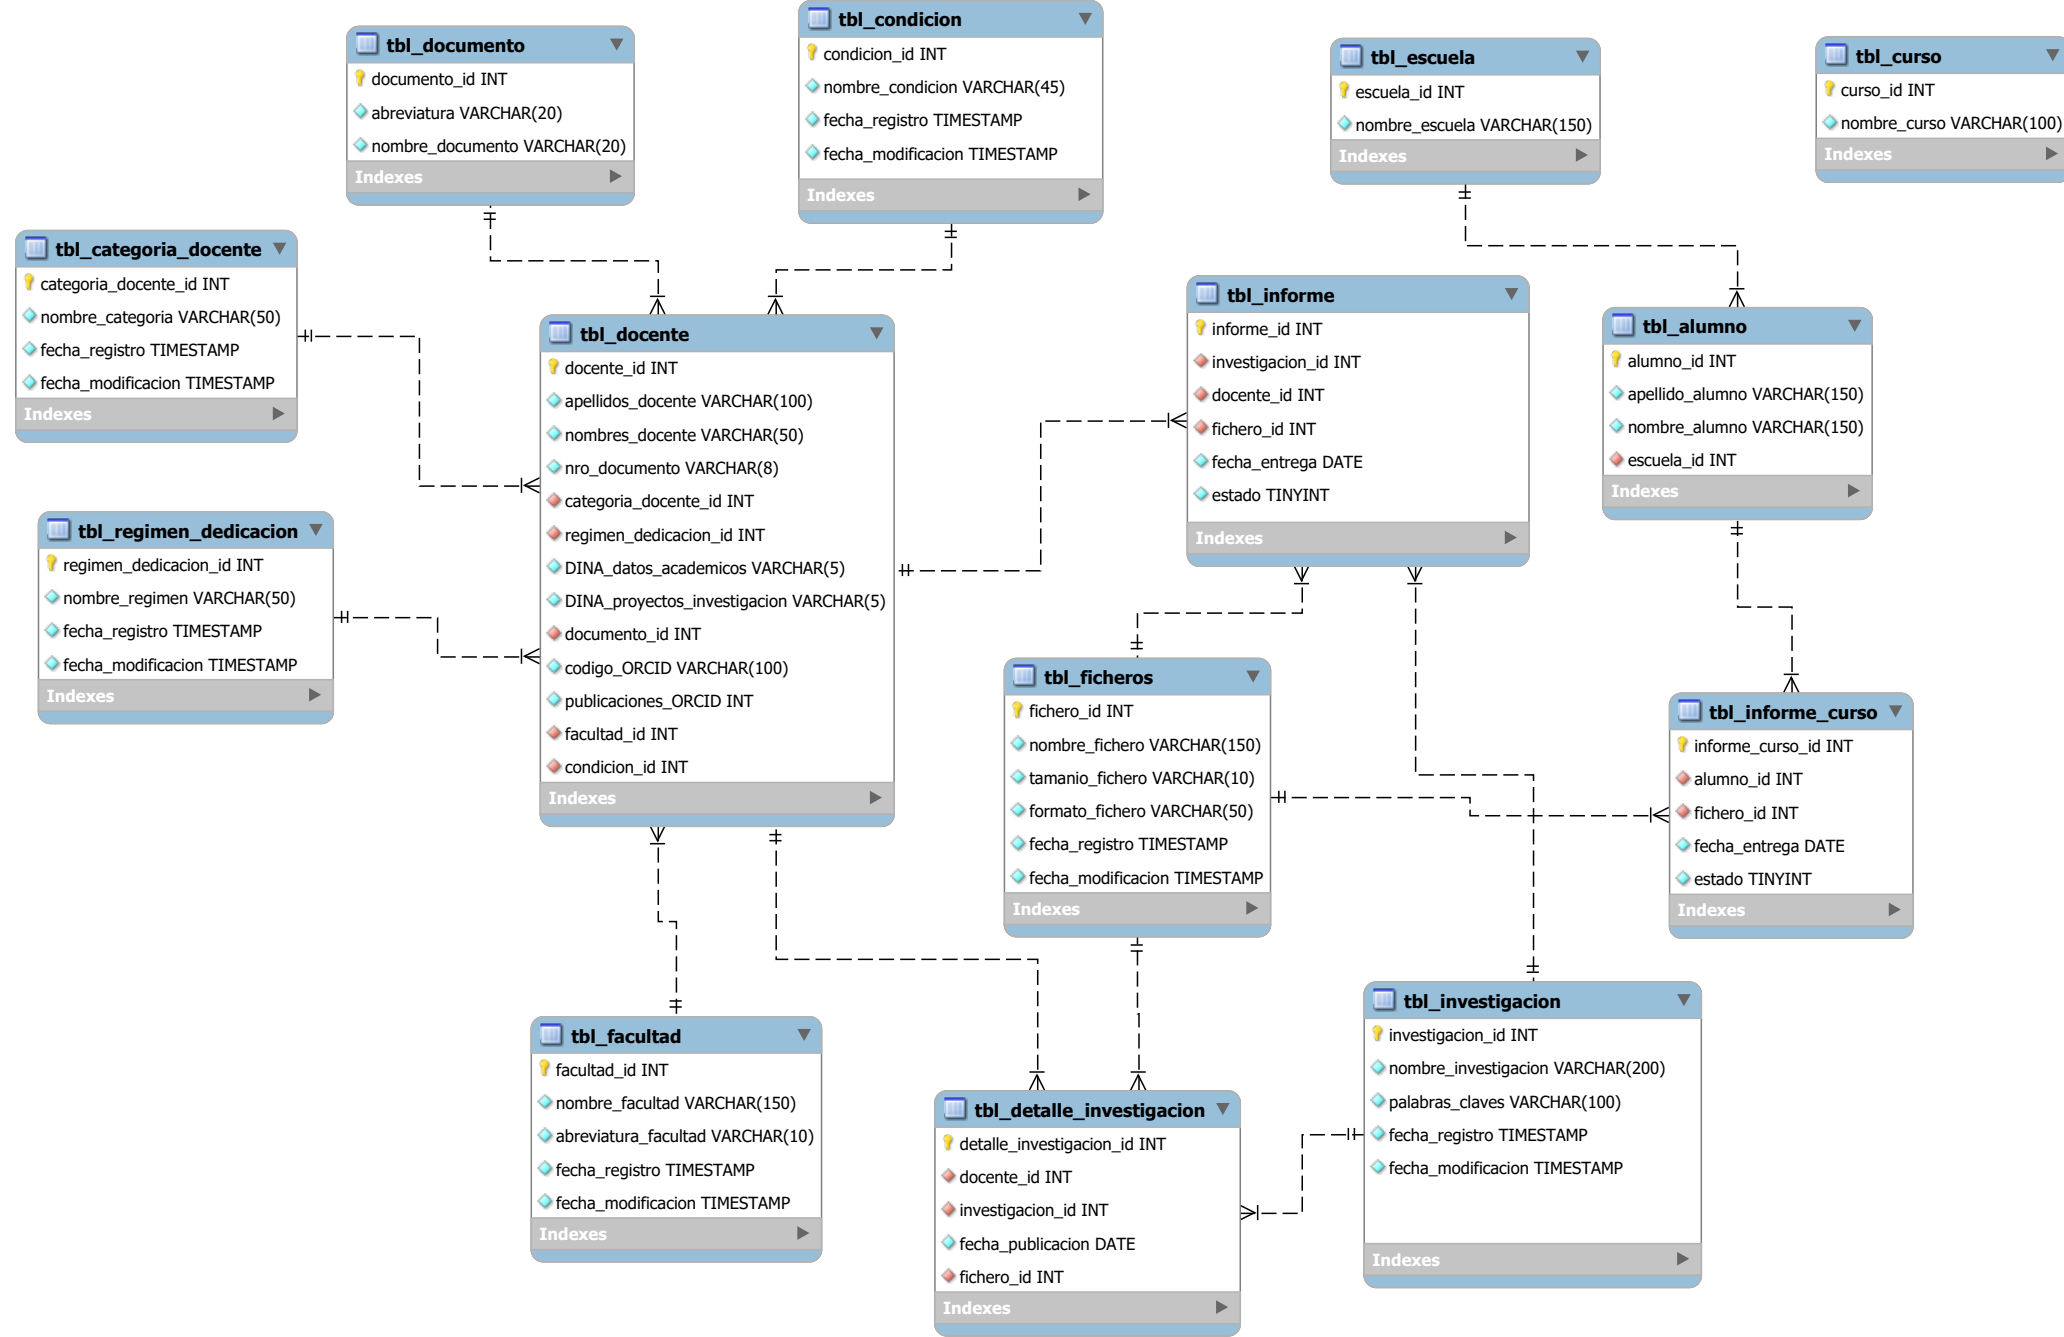 tbl_documento
documento_id INT
abreviatura VARCHAR(20)
nombre_documento VARCHAR(20)
Indexes
tbl_condicion
condicion_id INT
nombre_condicion VARCHAR(45)
fecha_registro TIMESTAMP
fecha_modificacion TIMESTAMP
Indexes
tbl_escuela
escuela_id INT
nombre_escuela VARCHAR(150)
Indexes
tbl_curso
curso_id INT
nombre_curso VARCHAR(100)
Indexes
tbl_categoria_docente
categoria_docente_id INT
nombre_categoria VARCHAR(50)
fecha_registro TIMESTAMP
fecha_modificacion TIMESTAMP
Indexes
tbl_docente
docente_id INT
apellidos_docente VARCHAR(100)
nombres_docente VARCHAR(50)
nro_documento VARCHAR(8)
categoria_docente_id INT
regimen_dedicacion_id INT
DINA_datos_academicos VARCHAR(5)
DINA_proyectos_investigacion VARCHAR(5)
documento_id INT
codigo_ORCID VARCHAR(100)
publicaciones_ORCID INT
facultad_id INT
condicion_id INT
Indexes
tbl_informe
informe_id INT
investigacion_id INT
docente_id INT
fichero_id INT
fecha_entrega DATE
estado TINYINT
Indexes
tbl_alumno
alumno_id INT
apellido_alumno VARCHAR(150)
nombre_alumno VARCHAR(150)
escuela_id INT
Indexes
tbl_regimen_dedicacion
regimen_dedicacion_id INT
nombre_regimen VARCHAR(50)
fecha_registro TIMESTAMP
fecha_modificacion TIMESTAMP
Indexes
tbl_ficheros
fichero_id INT
nombre_fichero VARCHAR(150)
tamanio_fichero VARCHAR(10)
formato_fichero VARCHAR(50)
fecha_registro TIMESTAMP
fecha_modificacion TIMESTAMP
Indexes
tbl_informe_curso
informe_curso_id INT
alumno_id INT
fichero_id INT
fecha_entrega DATE
estado TINYINT
Indexes
tbl_facultad
facultad_id INT
nombre_facultad VARCHAR(150)
abreviatura_facultad VARCHAR(10)
fecha_registro TIMESTAMP
fecha_modificacion TIMESTAMP
Indexes
tbl_detalle_investigacion
detalle_investigacion_id INT
docente_id INT
investigacion_id INT
fecha_publicacion DATE
fichero_id INT
Indexes
tbl_investigacion
investigacion_id INT
nombre_investigacion VARCHAR(200)
palabras_claves VARCHAR(100)
fecha_registro TIMESTAMP
fecha_modificacion TIMESTAMP
Indexes